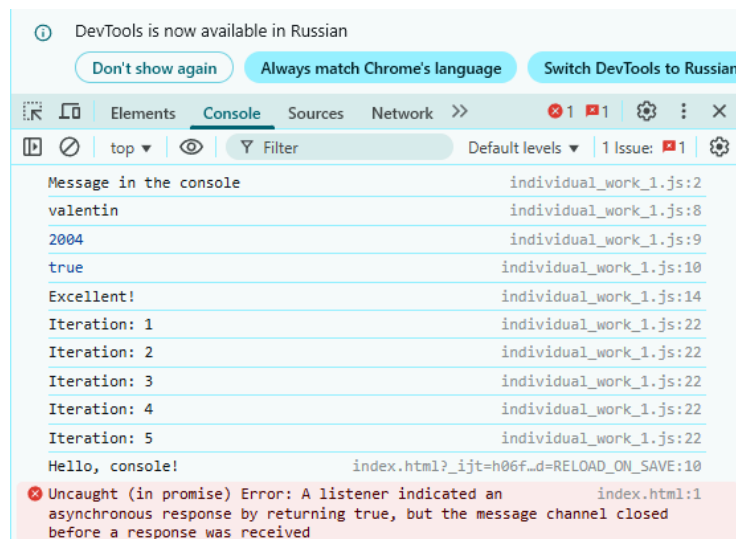 DevTools is now available in Russian
Don't show again Always match Chrome's language Switch DevTools to Russian
Elements Console Sources Network >> 1 1
top ▼ Filter Default levels ▼ 1 Issue: 1
Message in the console individual_work_1.js:2
valentin individual_work_1.js:8
2004 individual_work_1.js:9
true individual_work_1.js:10
Excellent! individual_work_1.js:14
Iteration: 1 individual_work_1.js:22
Iteration: 2 individual_work_1.js:22
Iteration: 3 individual_work_1.js:22
Iteration: 4 individual_work_1.js:22
Iteration: 5 individual_work_1.js:22
Hello, console! index.html?_ijt=h06f…d=RELOAD_ON_SAVE:10
Uncaught (in promise) Error: A listener indicated an index.html:1
asynchronous response by returning true, but the message channel closed
before a response was received